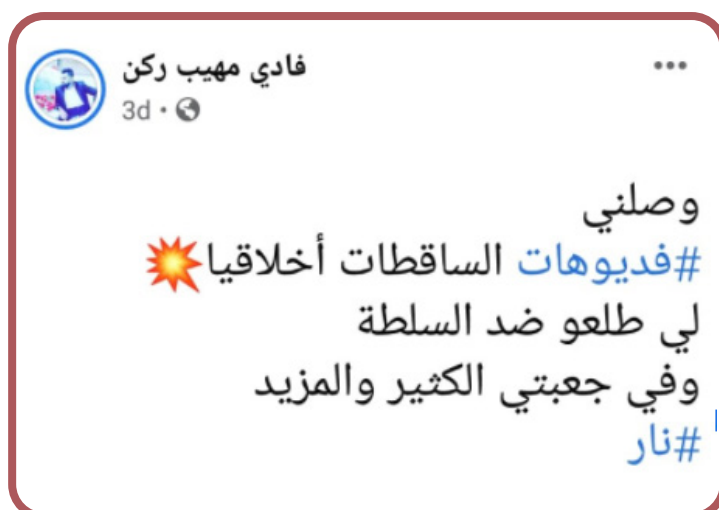 فادي مهيب ركن
3d
وصلني
#فديوهات الساقطات أخلاقيا💥
لي طلعو ضد السلطة
وفي جعبتي الكثير والمزيد
#نار